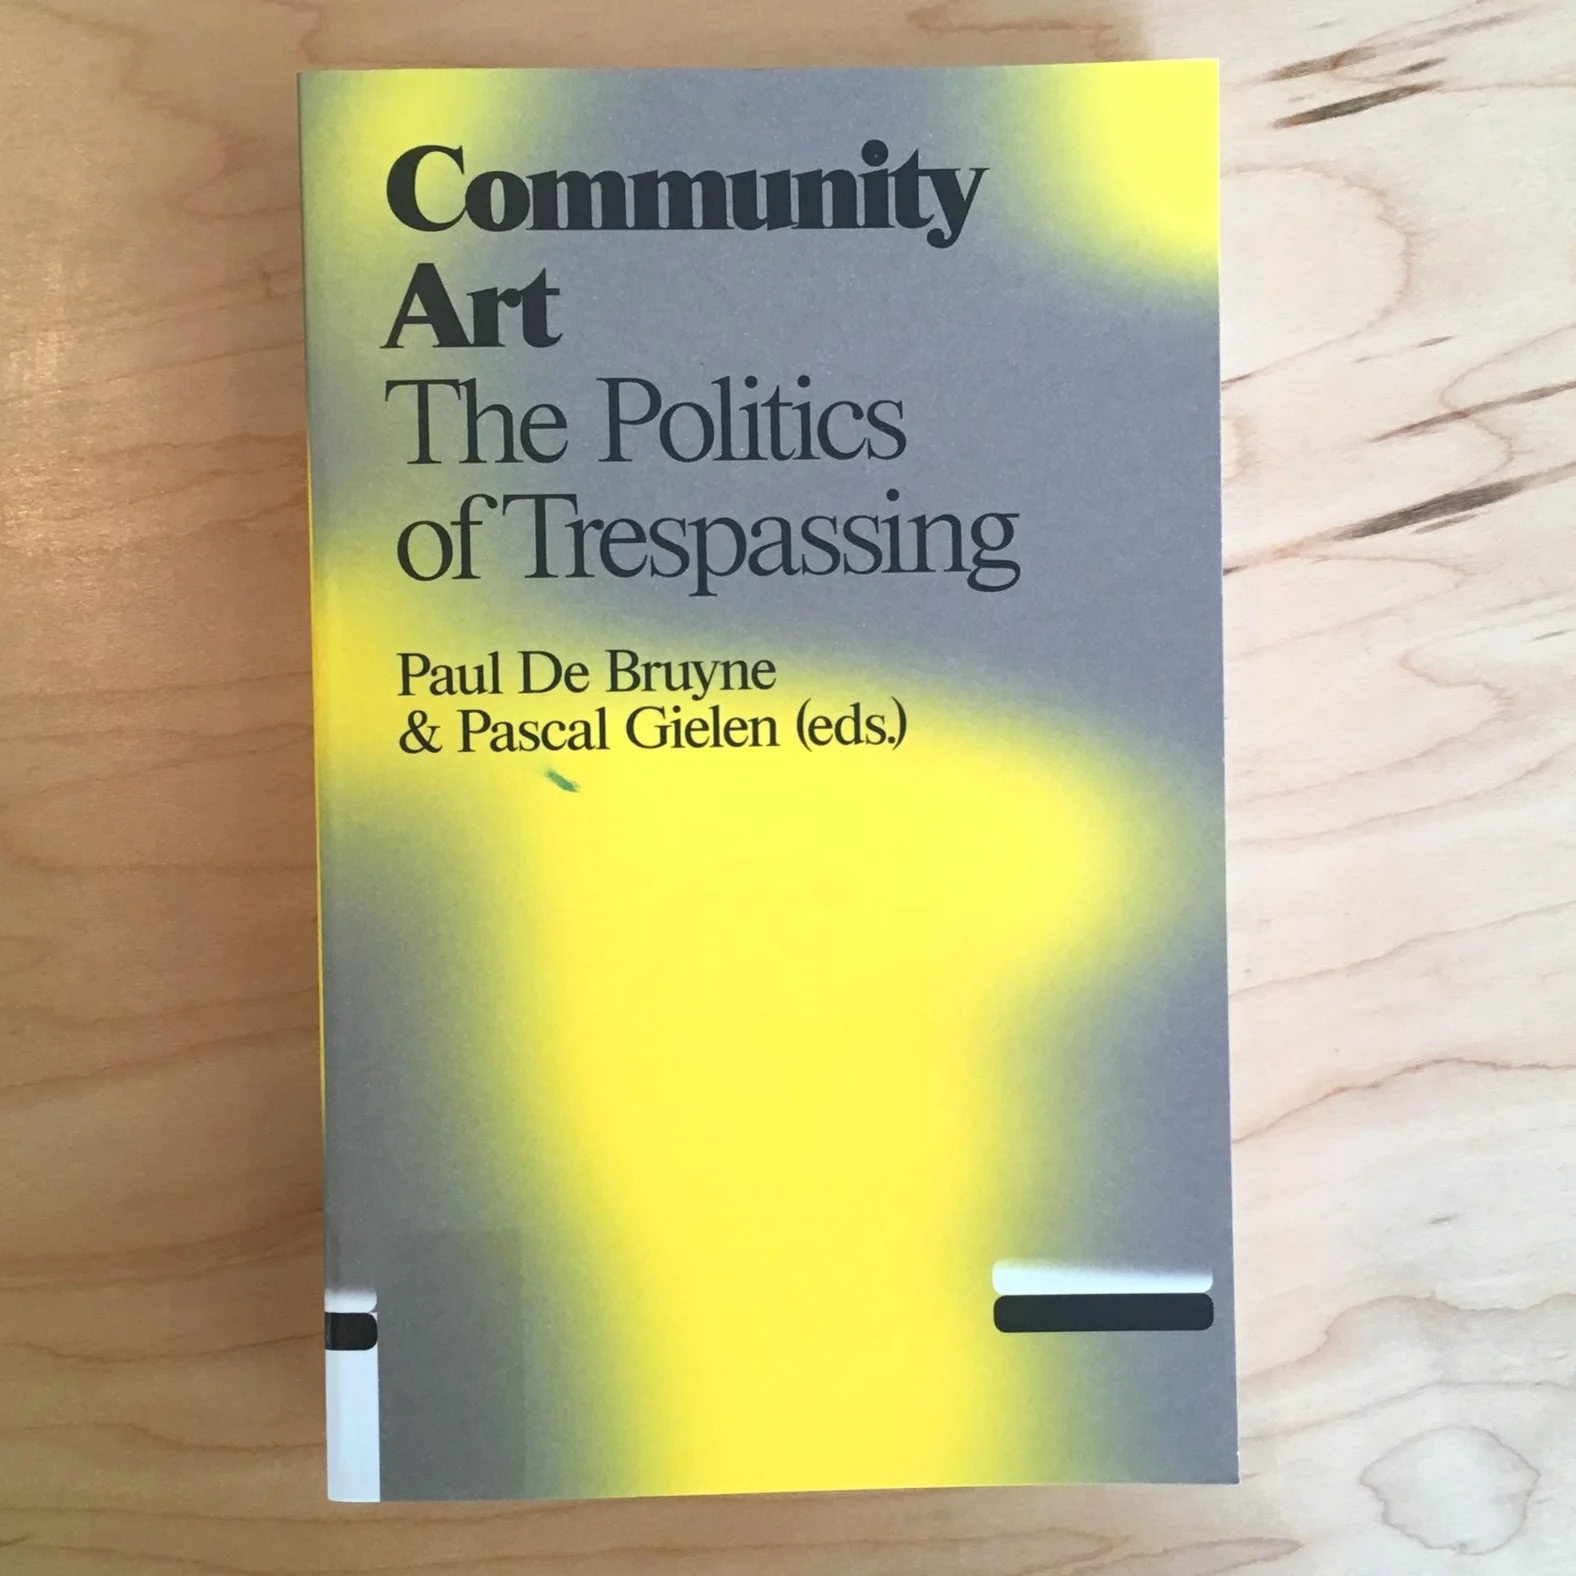 Community
Art
The Politics
of Trespassing
Paul De Bruyne
& Pascal Gielen (eds.)